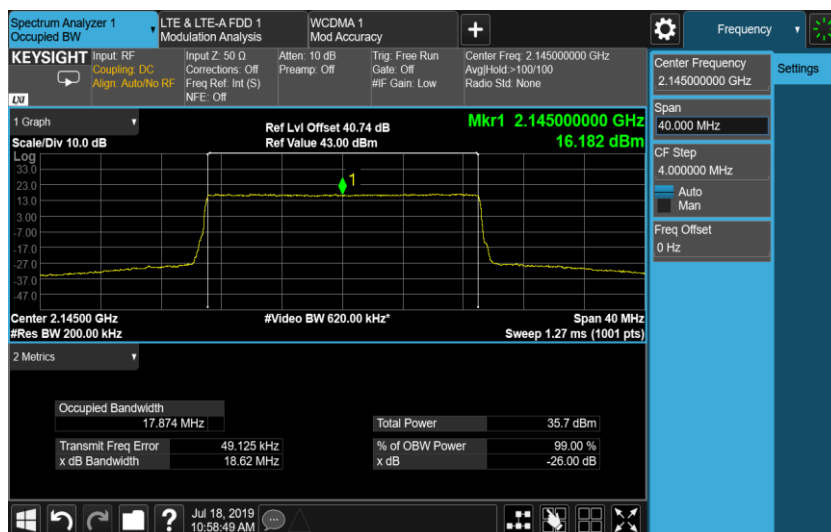 Spectrum Analyzer 1
Occupied BW
LTE & LTE-A FDD 1
Modulation Analysis
WCDMA 1
Mod Accuracy
Frequency
KEYSIGHT
LXI
Input: RF
Coupling: DC
Align: Auto/No RF
Input Z: 50 Ω
Corrections: Off
Freq Ref: Int (S)
NFE: Off
Atten: 10 dB
Preamp: Off
Trig: Free Run
Gate: Off
#IF Gain: Low
Center Freq: 2.145000000 GHz
Avg|Hold:>100/100
Radio Std: None
Center Frequency
2.145000000 GHz
Settings
Span
40.000 MHz
CF Step
4.000000 MHz
Auto
Man
Freq Offset
0 Hz
1 Graph
Scale/Div 10.0 dB
Ref Lvl Offset 40.74 dB
Ref Value 43.00 dBm
Mkr1 2.145000000 GHz
16.182 dBm
Log
33.0
23.0
13.0
3.00
-7.00
-17.0
-27.0
-37.0
-47.0
1
Center 2.14500 GHz
#Res BW 200.00 kHz
#Video BW 620.00 kHz*
Span 40 MHz
Sweep 1.27 ms (1001 pts)
2 Metrics
Occupied Bandwidth
17.874 MHz
Total Power 35.7 dBm
Transmit Freq Error 49.125 kHz
% of OBW Power 99.00 %
x dB Bandwidth 18.62 MHz
x dB -26.00 dB
?
Jul 18, 2019
10:58:49 AM